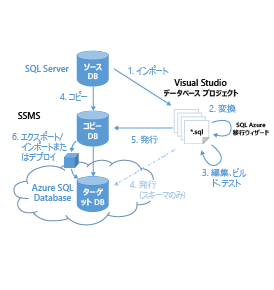 SQL Server
ソース
DB
1. インポート
Visual Studio
データベース プロジェクト
4. コピー
2. 変換
SSMS
コピー
DB
*.sql
SQL Azure
移行ウィザード
5. 発行
6. エクスポート/
インポートまた
はデプロイ
3. 編集、ビル
ド、テスト
Azure SQL
Database
ターゲ
ット DB
4. 発行
(スキーマのみ)